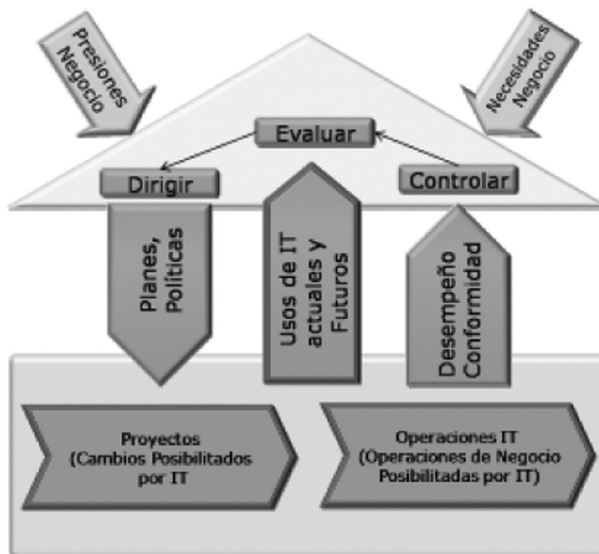 Presiones
Negocio
Necesidades
Negocio
Evaluar
Dirigir
Controlar
Planes,
Políticas
Usos de IT
actuales y
Futuros
Desempeño
Conformidad
Proyectos
(Cambios Posibilitados
por IT
Operaciones IT
(Operaciones de Negocio
Posibilitadas por IT)